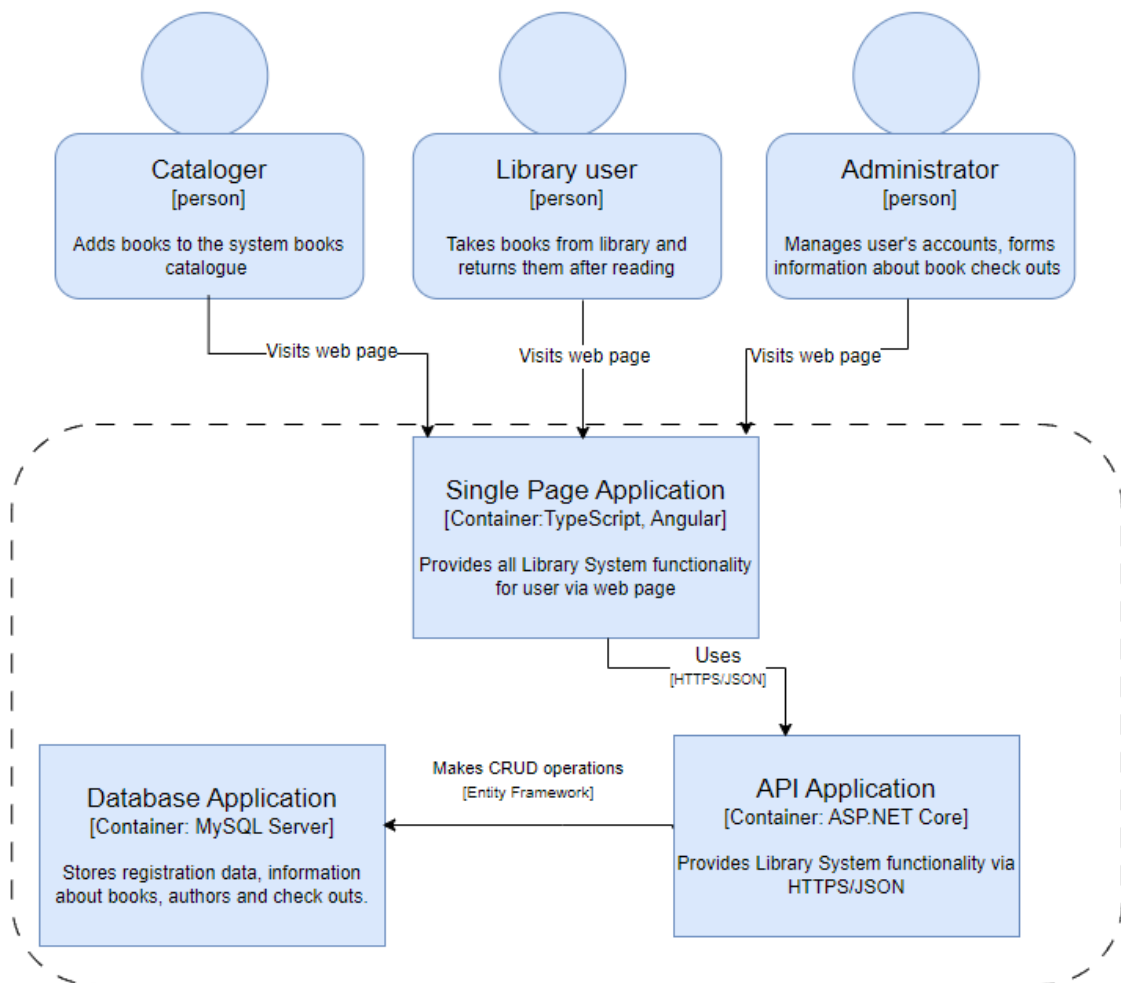 Cataloger
[person]
Adds books to the system books
catalogue
Library user
[person]
Takes books from library and
returns them after reading
Administrator
[person]
Manages user's accounts, forms
information about book check outs
Visits web page
Visits web page
Visits web page
Single Page Application
[Container:TypeScript, Angular]
Provides all Library System functionality
for user via web page
Uses
[HTTPS/JSON]
Makes CRUD operations
[Entity Framework]
Database Application
[Container: MySQL Server]
Stores registration data, information
about books, authors and check outs.
API Application
[Container: ASP.NET Core]
Provides Library System functionality via
HTTPS/JSON